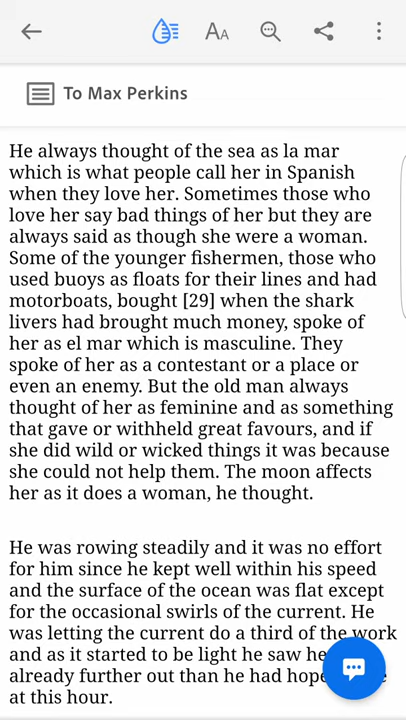 AA
To Max Perkins
He always thought of the sea as la mar
which is what people call her in Spanish
when they love her. Sometimes those who
love her say bad things of her but they are
always said as though she were a woman.
Some of the younger fishermen, those who
used buoys as floats for their lines and had
motorboats, bought [29] when the shark
livers had brought much money, spoke of
her as el mar which is masculine. They
spoke of her as a contestant or a place or
even an enemy. But the old man always
thought of her as feminine and as something
that gave or withheld great favours, and if
she did wild or wicked things it was because
she could not help them. The moon affects
her as it does a woman, he thought.
He was rowing steadily and it was no effort
for him since he kept well within his speed
and the surface of the ocean was flat except
for the occasional swirls of the current. He
was letting the current do a third of the work
and as it started to be light he saw he
already further out than he had
at this hour.